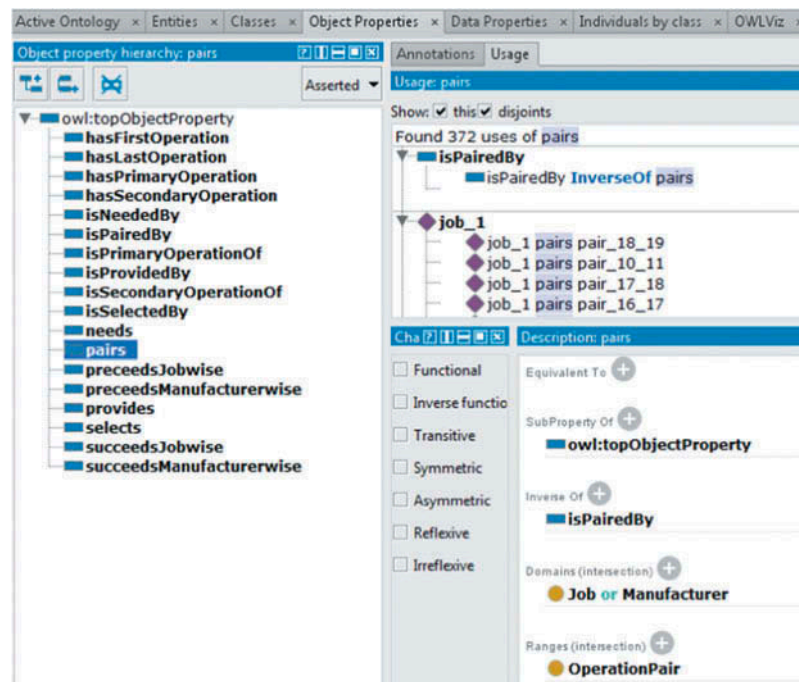 Active Ontology × Entities × Classes × Object Properties × Data Properties × Individuals by class × OWLViz ×
Object property hierarchy: pairs
Asserted
owl:topObjectProperty
hasFirstOperation
hasLastOperation
hasPrimaryOperation
hasSecondaryOperation
isNeededBy
isPairedBy
isPrimaryOperationOf
isProvidedBy
isSecondaryOperationOf
isSelectedBy
needs
pairs
preceedsJobwise
preceedsManufacturerwise
provides
selects
succeedsJobwise
succeedsManufacturerwise
Annotations Usage
Usage: pairs
Show: this disjoints
Found 372 uses of pairs
isPairedBy
isPairedBy InverseOf pairs
job_1
job_1 pairs pair_18_19
job_1 pairs pair_10_11
job_1 pairs pair_17_18
job_1 pairs pair_16_17
Cha
Functional
Inverse functio
Transitive
Symmetric
Asymmetric
Reflexive
Irreflexive
Description: pairs
Equivalent To
SubProperty Of
owl:topObjectProperty
Inverse Of
isPairedBy
Domains (intersection)
Job or Manufacturer
Ranges (intersection)
OperationPair